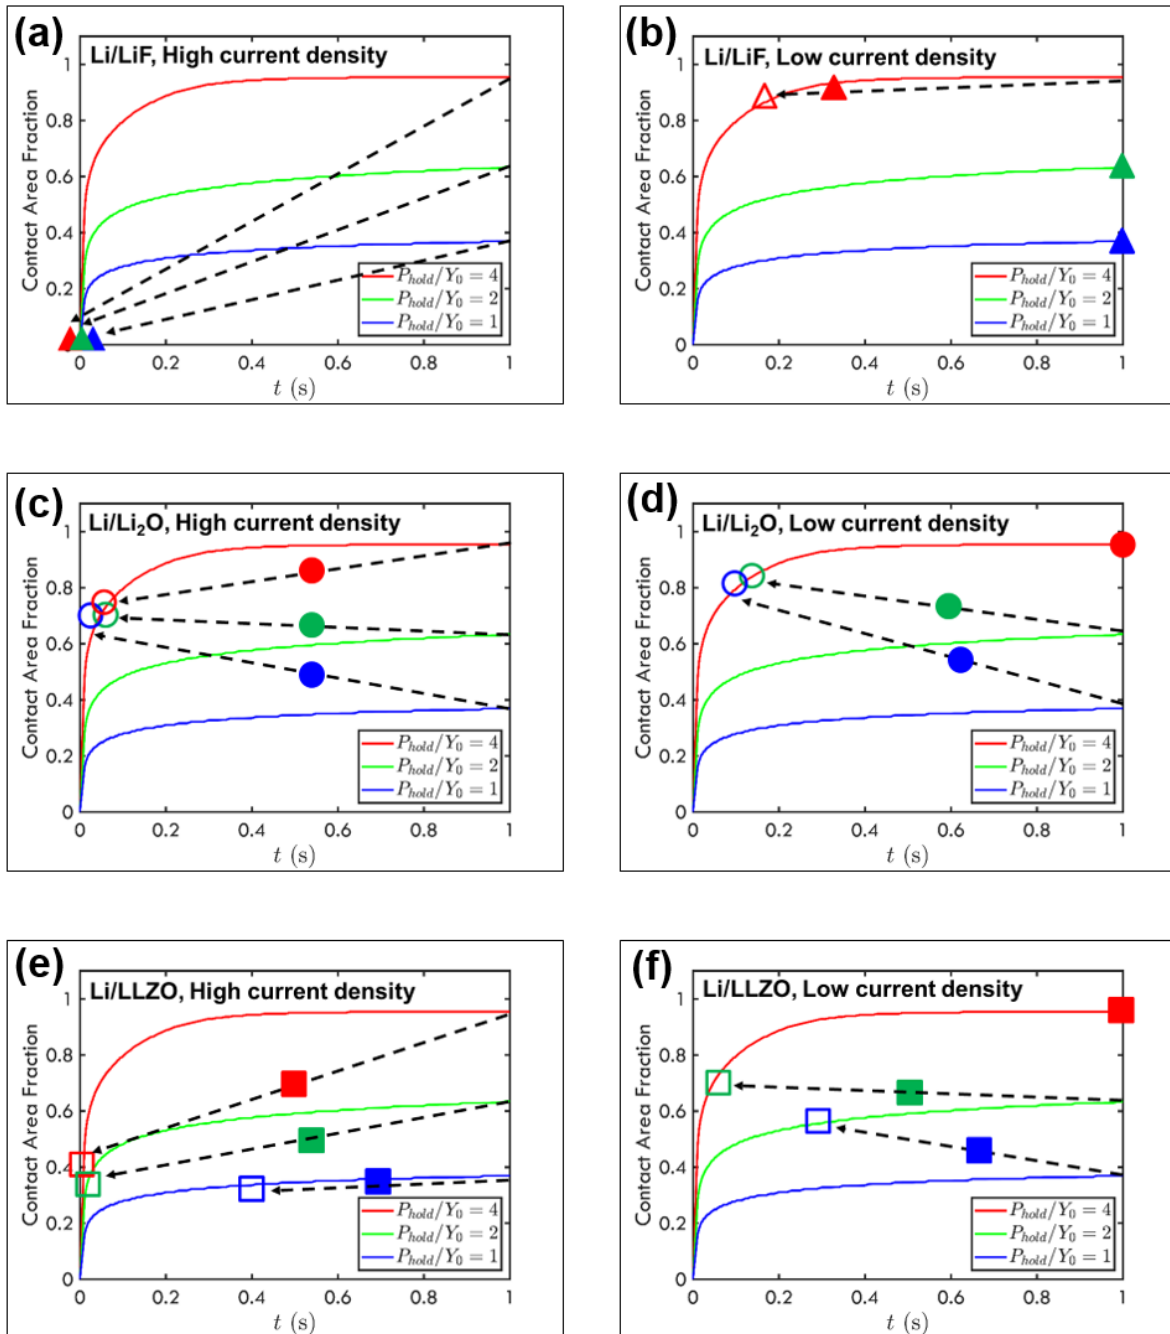 (a)
Li/LiF, High current density
Contact Area Fraction
1
0.8
0.6
0.4
0.2
0
0 0.2 0.4 0.6 0.8 1
t (s)
P_hold/Y_0 = 4
P_hold/Y_0 = 2
P_hold/Y_0 = 1
(b)
Li/LiF, Low current density
Contact Area Fraction
1
0.8
0.6
0.4
0.2
0
0 0.2 0.4 0.6 0.8 1
t (s)
P_hold/Y_0 = 4
P_hold/Y_0 = 2
P_hold/Y_0 = 1
(c)
Li/Li₂O, High current density
Contact Area Fraction
1
0.8
0.6
0.4
0.2
0
0 0.2 0.4 0.6 0.8 1
t (s)
P_hold/Y_0 = 4
P_hold/Y_0 = 2
P_hold/Y_0 = 1
(d)
Li/Li₂O, Low current density
Contact Area Fraction
1
0.8
0.6
0.4
0.2
0
0 0.2 0.4 0.6 0.8 1
t (s)
P_hold/Y_0 = 4
P_hold/Y_0 = 2
P_hold/Y_0 = 1
(e)
Li/LLZO, High current density
Contact Area Fraction
1
0.8
0.6
0.4
0.2
0
0 0.2 0.4 0.6 0.8 1
t (s)
P_hold/Y_0 = 4
P_hold/Y_0 = 2
P_hold/Y_0 = 1
(f)
Li/LLZO, Low current density
Contact Area Fraction
1
0.8
0.6
0.4
0.2
0
0 0.2 0.4 0.6 0.8 1
t (s)
P_hold/Y_0 = 4
P_hold/Y_0 = 2
P_hold/Y_0 = 1